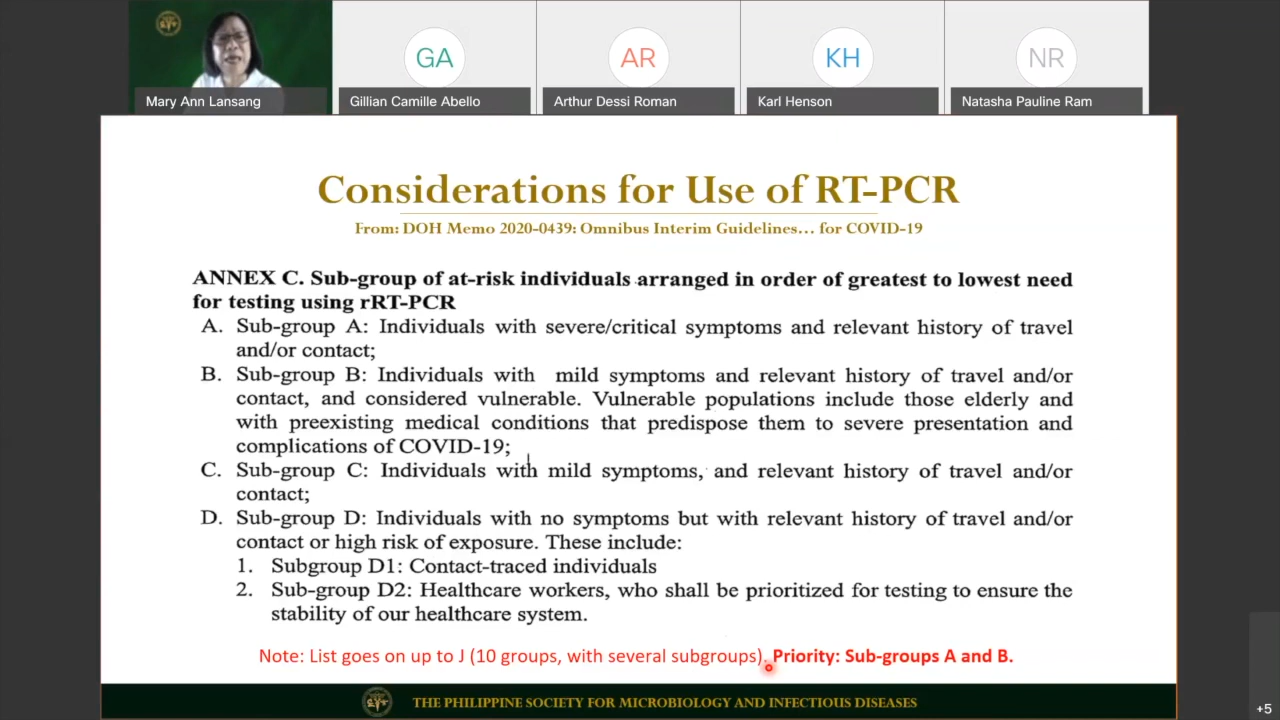 GA
AR
KH
NR
Mary Ann Lansang
Gillian Camille Abello
Arthur Dessi Roman
Karl Henson
Natasha Pauline Ram
Considerations for Use of RT-PCR
From: DOH Memo 2020-0439: Omnibus Interim Guidelines... for COVID-19
ANNEX C. Sub-group of at-risk individuals arranged in order of greatest to lowest need
for testing using rRT-PCR
A. Sub-group A: Individuals with severe/critical symptoms and relevant history of travel
and/or contact;
B. Sub-group B: Individuals with mild symptoms and relevant history of travel and/or
contact, and considered vulnerable. Vulnerable populations include those elderly and
with preexisting medical conditions that predispose them to severe presentation and
complications of COVID-19;
C. Sub-group C: Individuals with mild symptoms, and relevant history of travel and/or
contact;
D. Sub-group D: Individuals with no symptoms but with relevant history of travel and/or
contact or high risk of exposure. These include:
1. Subgroup D1: Contact-traced individuals
2. Sub-group D2: Healthcare workers, who shall be prioritized for testing to ensure the
stability of our healthcare system.
Note: List goes on up to J (10 groups, with several subgroups). Priority: Sub-groups A and B.
THE PHILIPPINE SOCIETY FOR MICROBIOLOGY AND INFECTIOUS DISEASES
+5